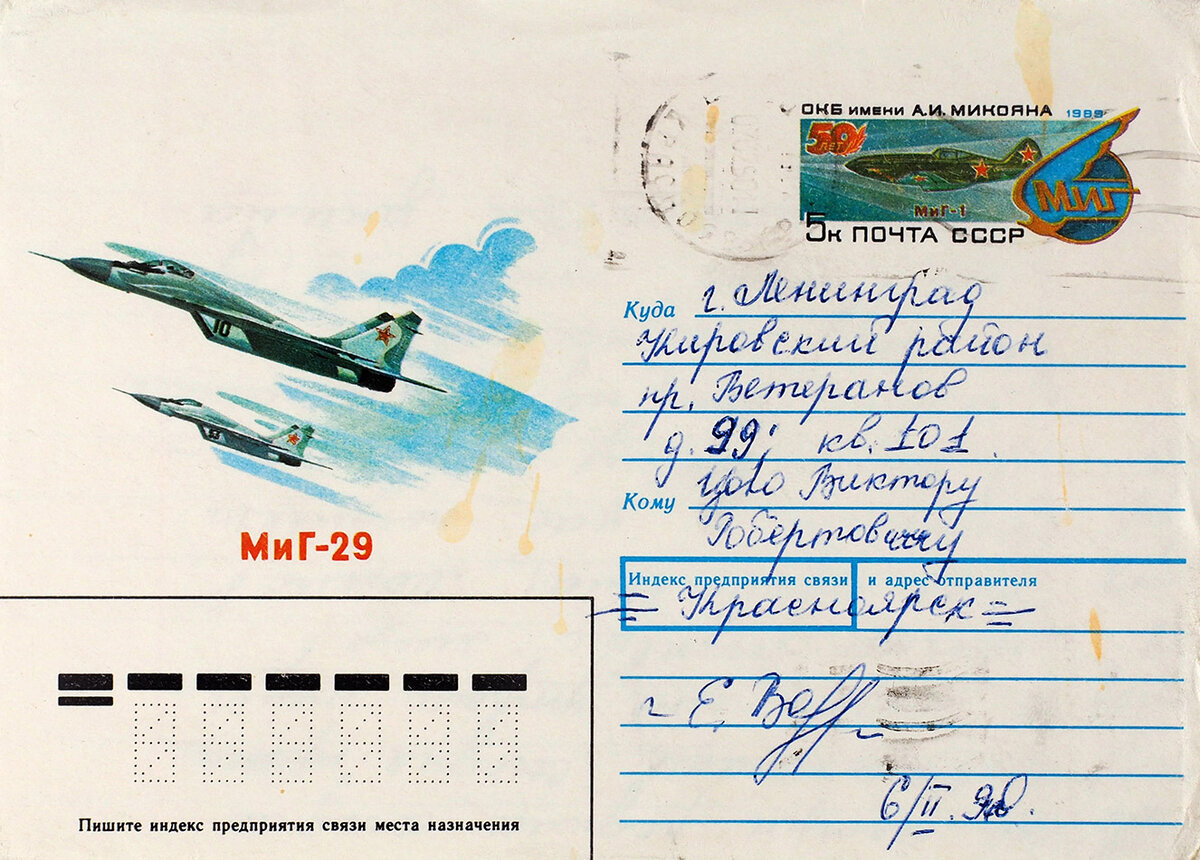 ОКБ имени А.И. МИКОЯНА 1989
50
ЛЕТ
МиГ
МиГ-1
5к ПОЧТА СССР
10
МиГ-29
Куда г. Ленинград
Кировский район
пр. Ветеранов
д. 99; кв. 101
Кому Цою Виктору
Робертовичу
Индекс предприятия связи и адрес отправителя
= Красноярск =
Е.
6/II. 90.
Пишите индекс предприятия связи места назначения